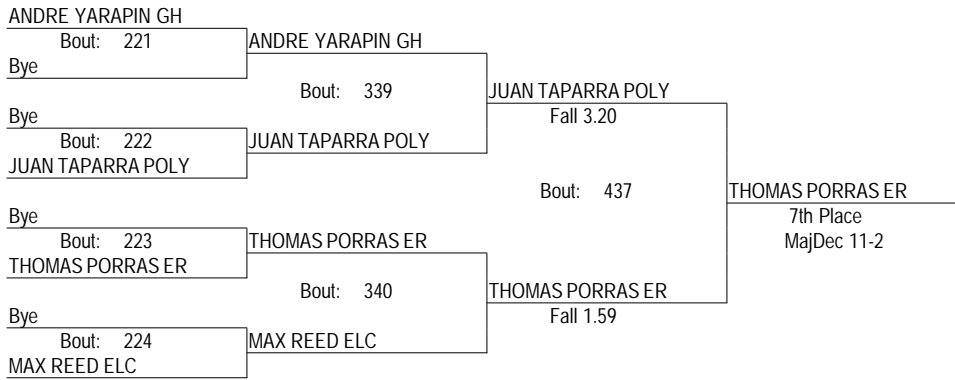 ANDRE YARAPIN GH
Bout: 221
Bye
ANDRE YARAPIN GH
Bout: 339
Bye
Bout: 222
JUAN TAPARRA POLY
JUAN TAPARRA POLY
JUAN TAPARRA POLY
Fall 3.20
Bout: 437
Bye
Bout: 223
THOMAS PORRAS ER
THOMAS PORRAS ER
Bout: 340
Bye
Bout: 224
MAX REED ELC
MAX REED ELC
THOMAS PORRAS ER
Fall 1.59
THOMAS PORRAS ER
7th Place
MajDec 11-2